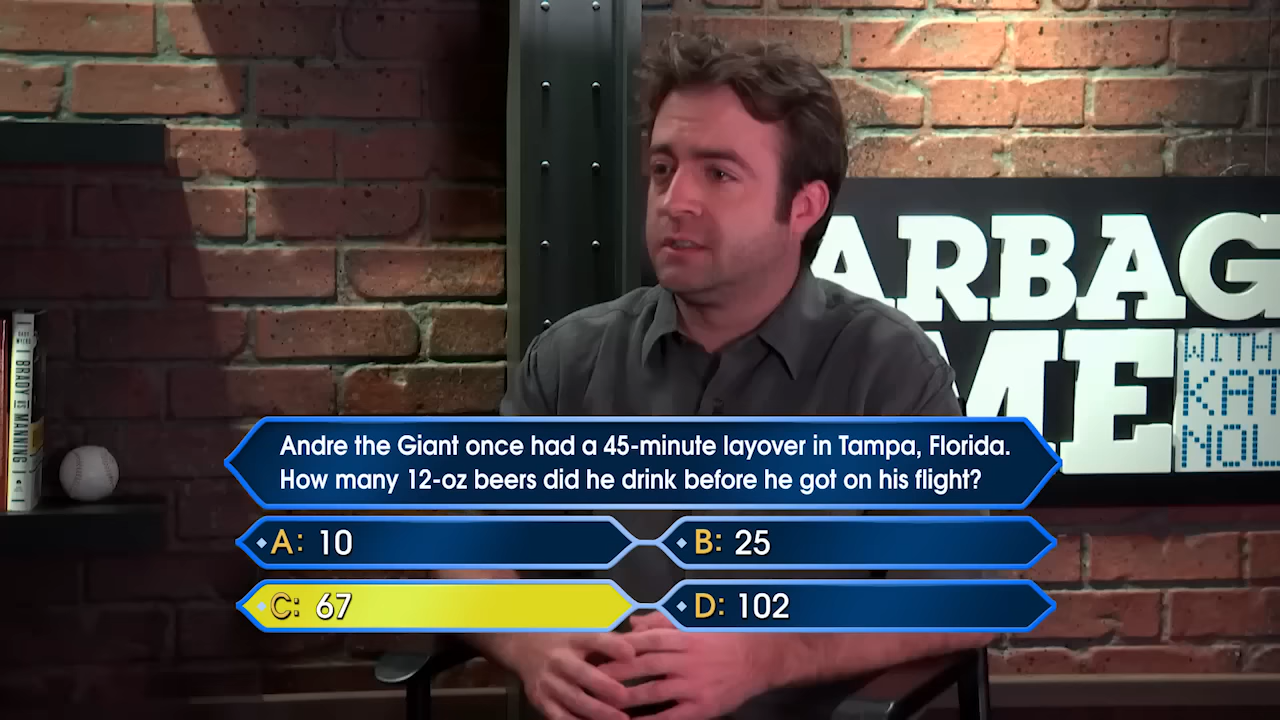 ARBAG
ME
WITH
KAT
NOL
BRADY VS MANNING
Andre the Giant once had a 45-minute layover in Tampa, Florida.
How many 12-oz beers did he drink before he got on his flight?
A: 10
B: 25
C: 67
D: 102